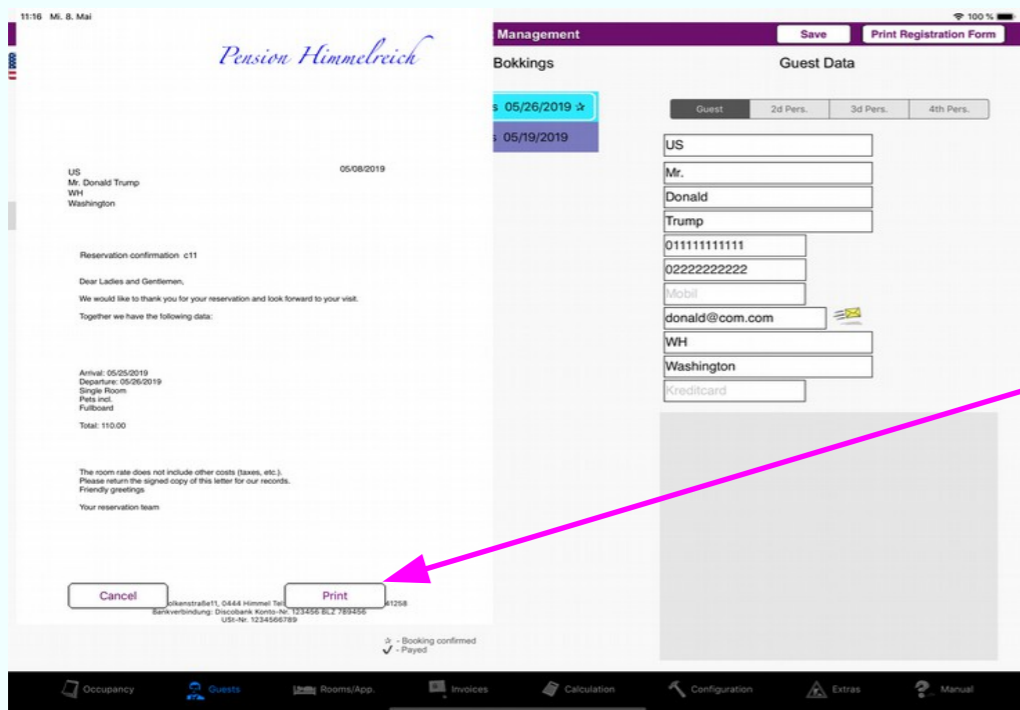 11:16 Mi. 8. Mai
100 %
Management
Save
Print Registration Form
Pension Himmelreich
Bokkings
Guest Data
05/26/2019 ☆
05/19/2019
Guest
2d Pers.
3d Pers.
4th Pers.
US
Mr.
Donald
Trump
011111111111
02222222222
Mobil
donald@com.com
WH
Washington
Kreditcard
05/08/2019
US
Mr. Donald Trump
WH
Washington
Reservation confirmation c11
Dear Ladies and Gentlemen,
We would like to thank you for your reservation and look forward to your visit.
Together we have the following data:
Arrival: 05/25/2019
Departure: 05/26/2019
Single Room
Pets incl.
Fullboard
Total: 110.00
The room rate does not include other costs (taxes, etc.).
Please return the signed copy of this letter for our records.
Friendly greetings
Your reservation team
Cancel
Print
olkenstraße11, 0444 Himmel Tel 41258
Bankverbindung: Discobank Konto-Nr. 123456 BLZ 789456
USt-Nr. 1234566789
☆ - Booking confirmed
✓ - Payed
Occupancy
Guests
Rooms/App.
Invoices
Calculation
Configuration
Extras
Manual